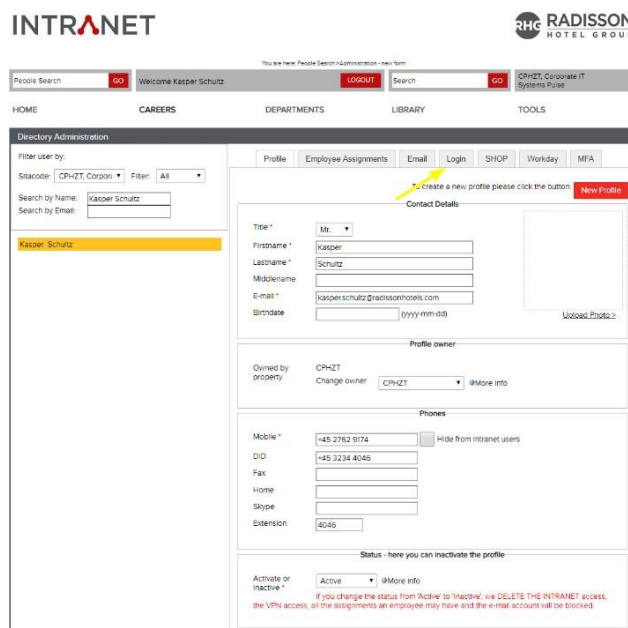 INTRANET
RHG RADISSON
HOTEL GROUP
You are here: People Search >Administration - new form
People Search GO Welcome Kasper Schultz LOGOUT Search GO CPHZT, Corporate IT
Systems Pulse
HOME CAREERS DEPARTMENTS LIBRARY TOOLS
Directory Administration
Filter user by:
Sitacode: CPHZT, Corpor Filter: All
Search by Name: Kasper Schultz
Search by Email:
Kasper Schultz
Profile Employee Assignments Email Login SHOP Workday MFA
To create a new profile please click the button: New Profile
Contact Details
Title * Mr.
Firstname * Kasper
Lastname * Schultz
Middlename
E-mail * kasper.schultz@radissonhotels.com
Birthdate (yyyy-mm-dd)
Upload Photo >
Profile owner
Owned by property CPHZT
Change owner CPHZT More info
Phones
Mobile * +45 2762 9174 Hide from intranet users
DID +45 3234 4046
Fax
Home
Skype
Extension 4046
Status - here you can inactivate the profile
Activate or Inactive * Active More info
If you change the status from 'Active' to 'Inactive', we DELETE THE INTRANET access,
the VPN access, all the assignments an employee may have and the e-mail account will be blocked.